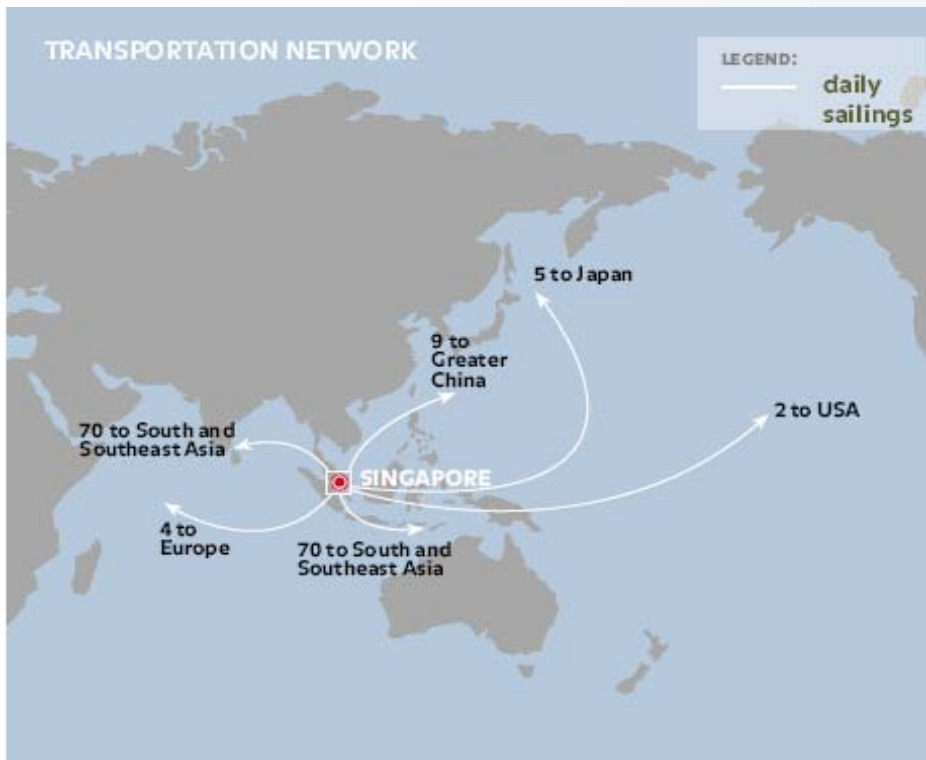 TRANSPORTATION NETWORK
LEGEND:
daily
sailings
5 to Japan
9 to
Greater
China
2 to USA
70 to South and
Southeast Asia
SINGAPORE
4 to
Europe
70 to South and
Southeast Asia